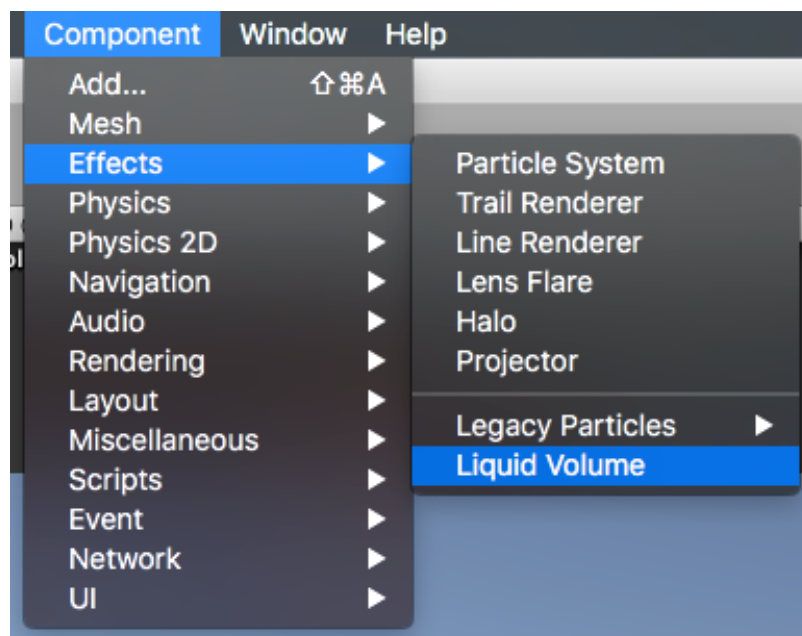 Component Window Help
Add... ⇧⌘A
Mesh
Effects
Physics
Physics 2D
Navigation
Audio
Rendering
Layout
Miscellaneous
Scripts
Event
Network
UI
Particle System
Trail Renderer
Line Renderer
Lens Flare
Halo
Projector
Legacy Particles
Liquid Volume